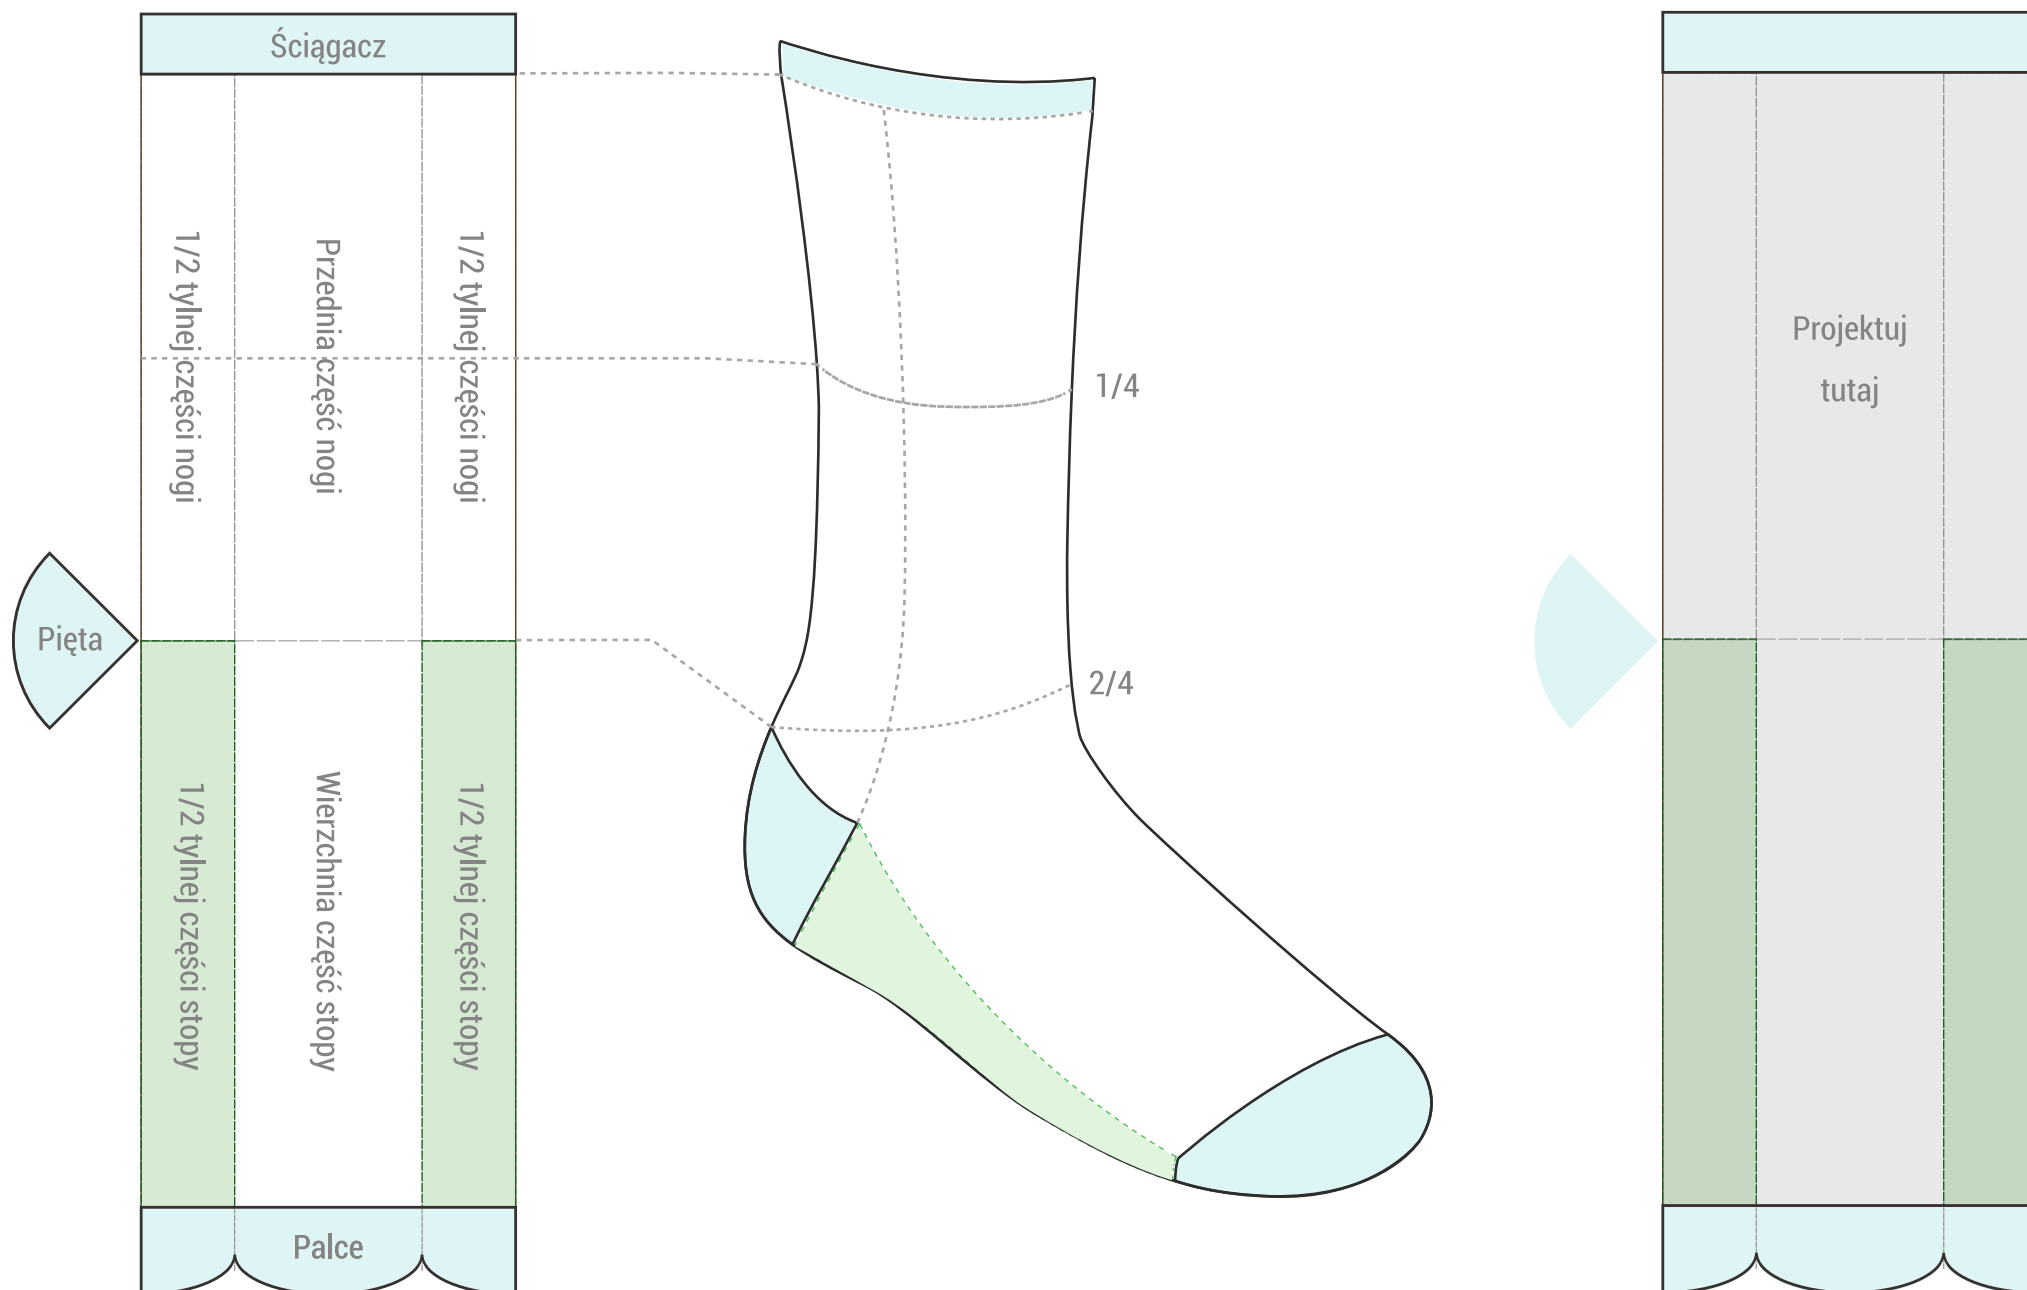 Ściągacz
1/2 tylnej części nogi
Przednia część nogi
1/2 tylnej części nogi
Projektuj
tutaj
1/4
Pięta
2/4
1/2 tylnej części stopy
Wierzchnia część stopy
1/2 tylnej części stopy
Palce